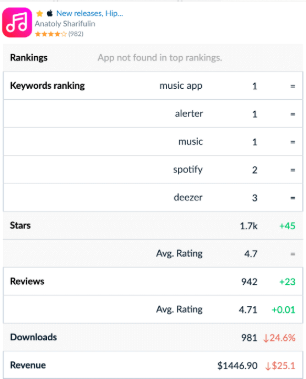 New releases, Hip...
Anatoly Sharifulin
★★★★☆ (982)
Rankings App not found in top rankings.
Keywords ranking music app 1 =
alerter 1 =
music 1 =
spotify 2 =
deezer 3 =
Stars 1.7k +45
Avg. Rating 4.7 =
Reviews 942 +23
Avg. Rating 4.71 +0.01
Downloads 981 ↓24.6%
Revenue $1446.90 ↓$25.1